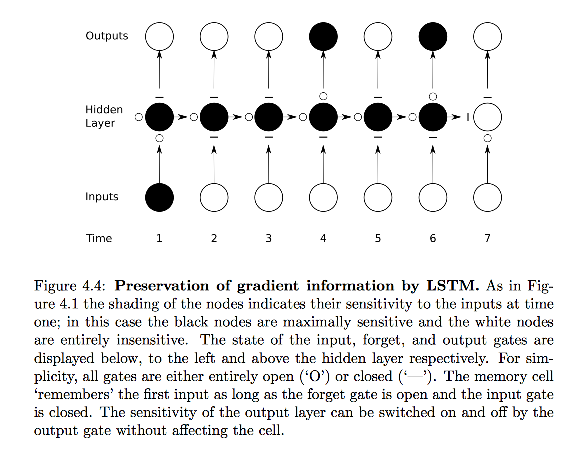 Outputs
Hidden
Layer
Inputs
Time 1 2 3 4 5 6 7
Figure 4.4: Preservation of gradient information by LSTM. As in Fig-
ure 4.1 the shading of the nodes indicates their sensitivity to the inputs at time
one; in this case the black nodes are maximally sensitive and the white nodes
are entirely insensitive. The state of the input, forget, and output gates are
displayed below, to the left and above the hidden layer respectively. For sim-
plicity, all gates are either entirely open (‘O’) or closed (‘—’). The memory cell
‘remembers’ the first input as long as the forget gate is open and the input gate
is closed. The sensitivity of the output layer can be switched on and off by the
output gate without affecting the cell.